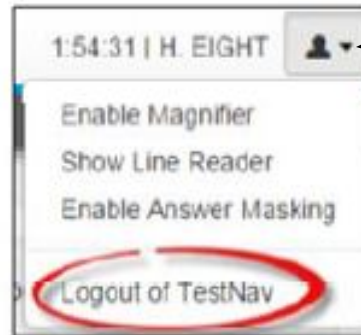 1:54:31 | H. EIGHT
Enable Magnifier
Show Line Reader
Enable Answer Masking
Logout of TestNav